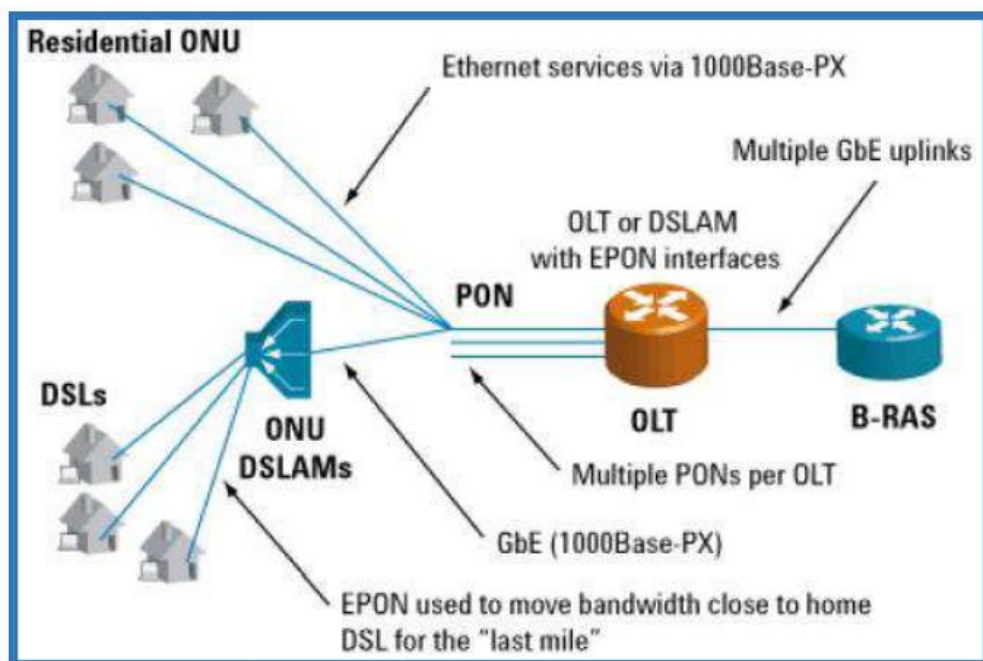 Residential ONU
Ethernet services via 1000Base-PX
Multiple GbE uplinks
OLT or DSLAM
with EPON interfaces
PON
DSLs
ONU
DSLAMs
OLT
B-RAS
Multiple PONs per OLT
GbE (1000Base-PX)
EPON used to move bandwidth close to home
DSL for the “last mile”